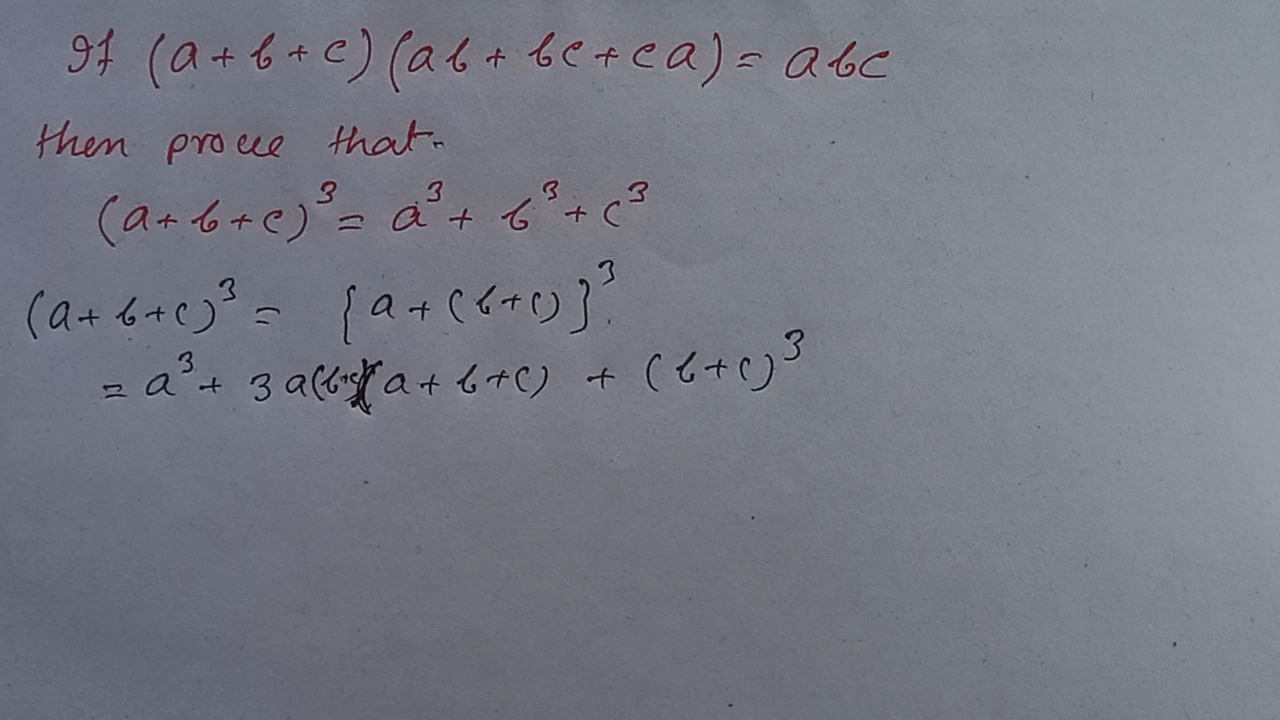 If (a+b+c)(ab+bc+ca)=abc
then prove that-
(a+b+c)³= a³+ b³+c³
(a+b+c)³= {a+(b+c)}³.
= a³+ 3a(b+c)(a+b+c) + (b+c)³